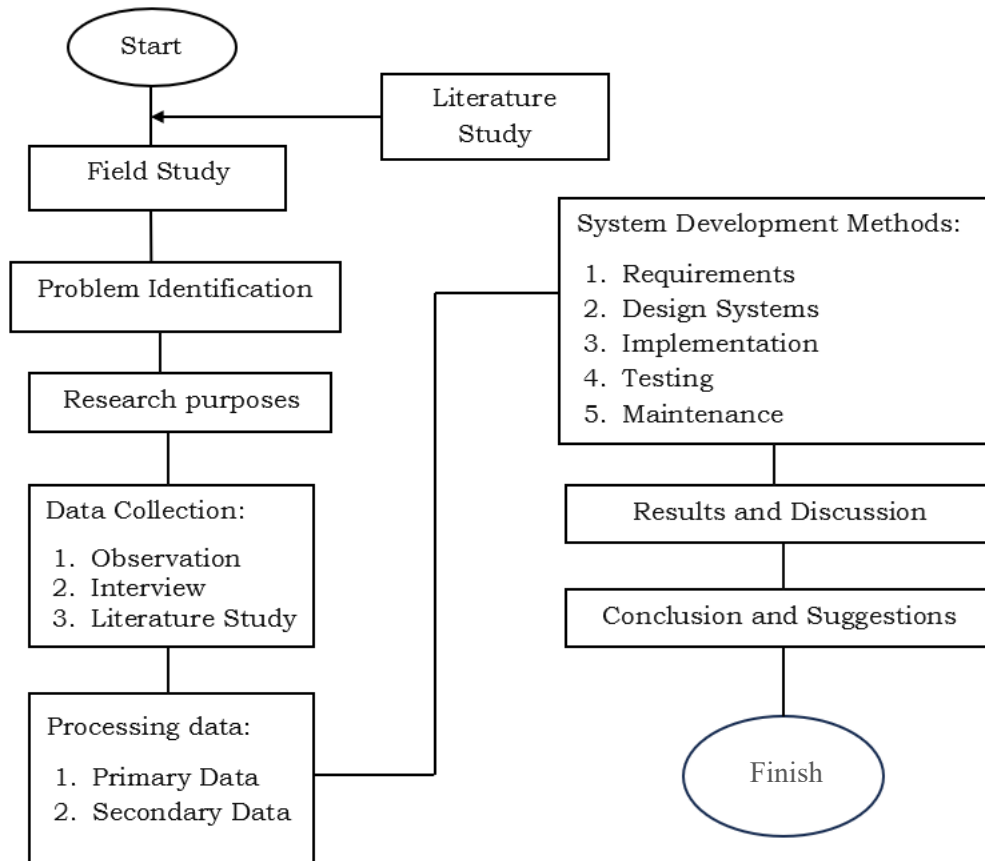 Start
Literature
Study
Field Study
Problem Identification
Research purposes
Data Collection:
1. Observation
2. Interview
3. Literature Study
Processing data:
1. Primary Data
2. Secondary Data
System Development Methods:
1. Requirements
2. Design Systems
3. Implementation
4. Testing
5. Maintenance
Results and Discussion
Conclusion and Suggestions
Finish